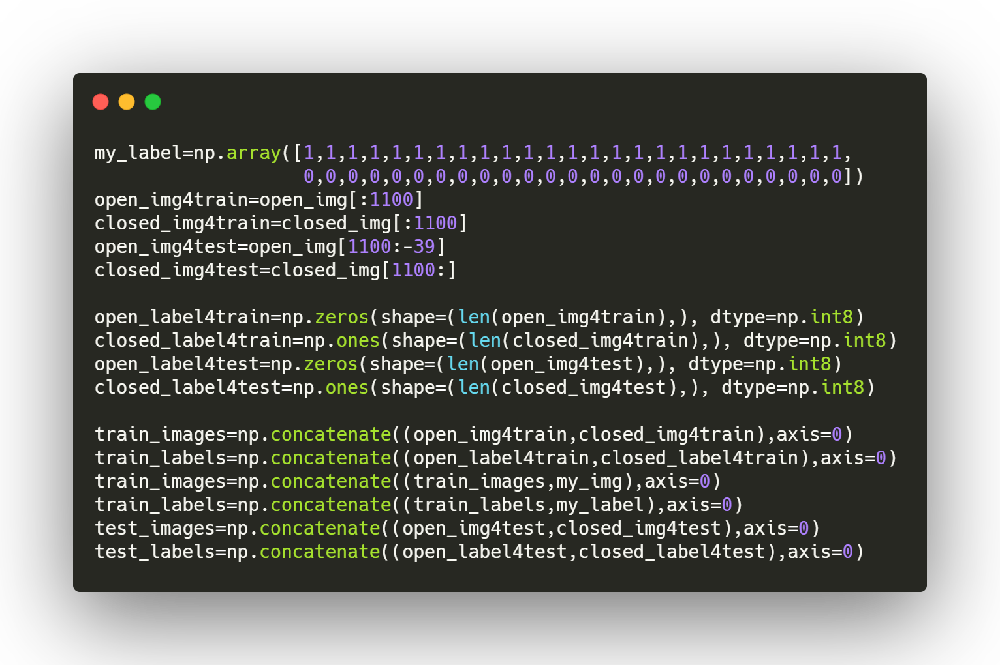 my_label=np.array([1,1,1,1,1,1,1,1,1,1,1,1,1,1,1,1,1,1,1,1,1,1,1,1,1,
0,0,0,0,0,0,0,0,0,0,0,0,0,0,0,0,0,0,0,0,0,0,0,0,0])
open_img4train=open_img[:1100]
closed_img4train=closed_img[:1100]
open_img4test=open_img[1100:-39]
closed_img4test=closed_img[1100:]
open_label4train=np.zeros(shape=(len(open_img4train),), dtype=np.int8)
closed_label4train=np.ones(shape=(len(closed_img4train),), dtype=np.int8)
open_label4test=np.zeros(shape=(len(open_img4test),), dtype=np.int8)
closed_label4test=np.ones(shape=(len(closed_img4test),), dtype=np.int8)
train_images=np.concatenate((open_img4train,closed_img4train),axis=0)
train_labels=np.concatenate((open_label4train,closed_label4train),axis=0)
train_images=np.concatenate((train_images,my_img),axis=0)
train_labels=np.concatenate((train_labels,my_label),axis=0)
test_images=np.concatenate((open_img4test,closed_img4test),axis=0)
test_labels=np.concatenate((open_label4test,closed_label4test),axis=0)